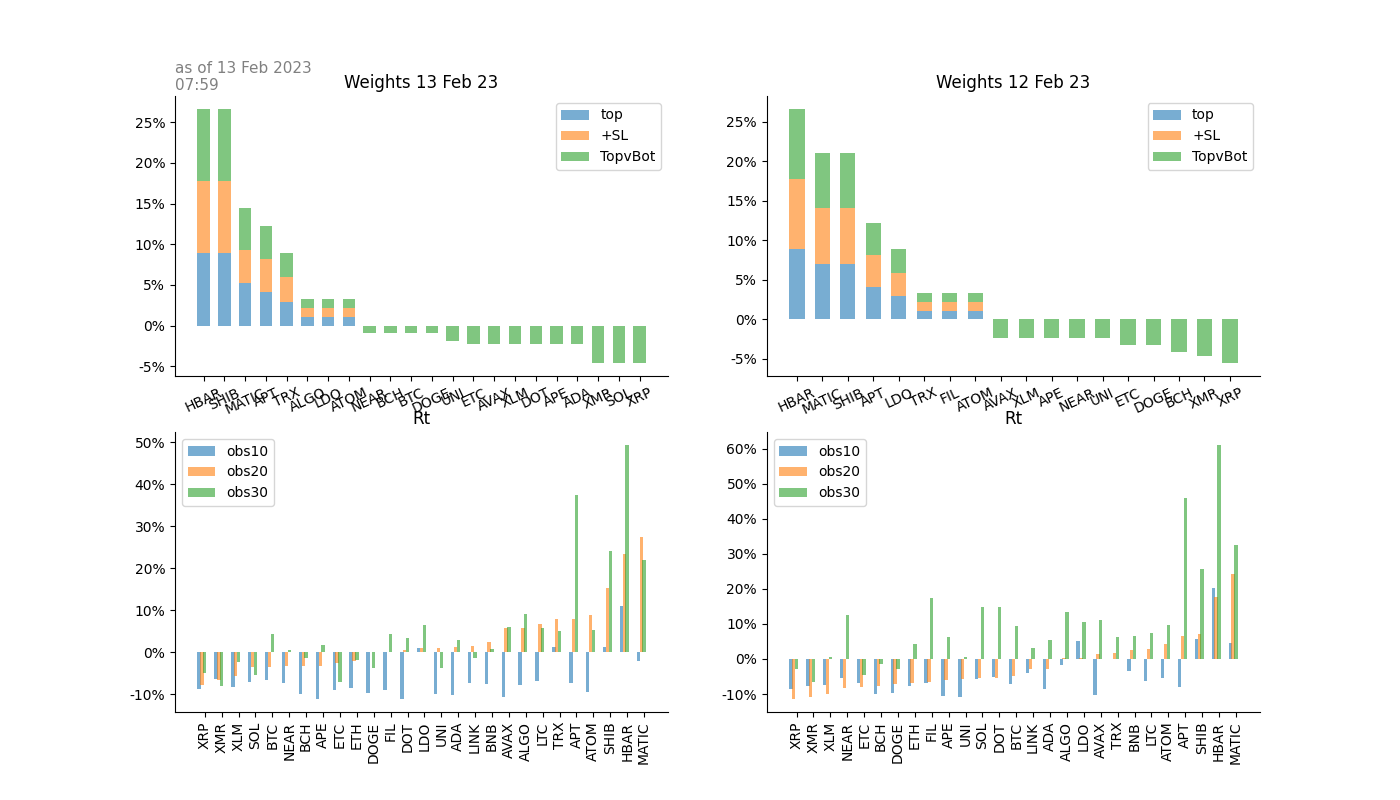 as of 13 Feb 2023
07:59
Weights 13 Feb 23
25%
20%
15%
10%
5%
0%
-5%
top
+SL
TopvBot
HBAR SHIB MATIC APT TRX ALGO LDO ATOM NEAR BCH BTC DOGE UNI ETC AVAX XLM DOT APE ADA XMR SOL XRP
Weights 12 Feb 23
25%
20%
15%
10%
5%
0%
-5%
top
+SL
TopvBot
HBAR MATIC SHIB APT LDO TRX FIL ATOM AVAX XLM APE NEAR UNI ETC DOGE BCH XMR XRP
Rt
50%
40%
30%
20%
10%
0%
-10%
obs10
obs20
obs30
XRP XMR XLM SOL BTC NEAR BCH APE ETC ETH DOGE FIL DOT LDO UNI ADA LINK BNB AVAX ALGO LTC TRX APT ATOM SHIB HBAR MATIC
Rt
60%
50%
40%
30%
20%
10%
0%
-10%
obs10
obs20
obs30
XRP XMR XLM NEAR ETC BCH DOGE ETH FIL APE UNI SOL DOT BTC LINK ADA ALGO LDO AVAX TRX BNB LTC ATOM APT SHIB HBAR MATIC